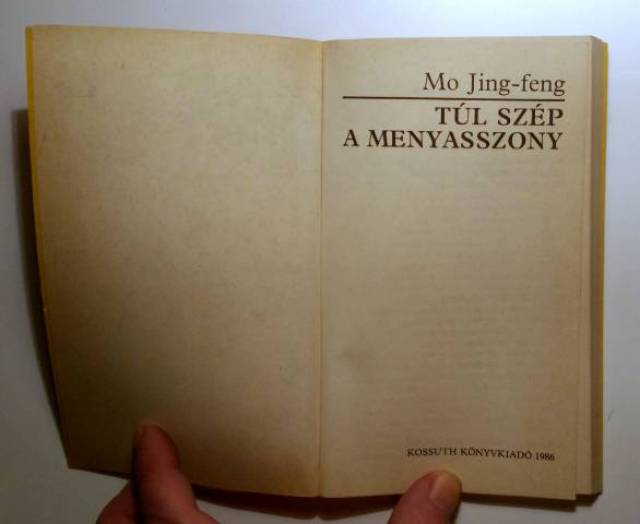 Mo Jing-feng
TÚL SZÉP
A MENYASSZONY
KOSSUTH KÖNYVKIADÓ 1986